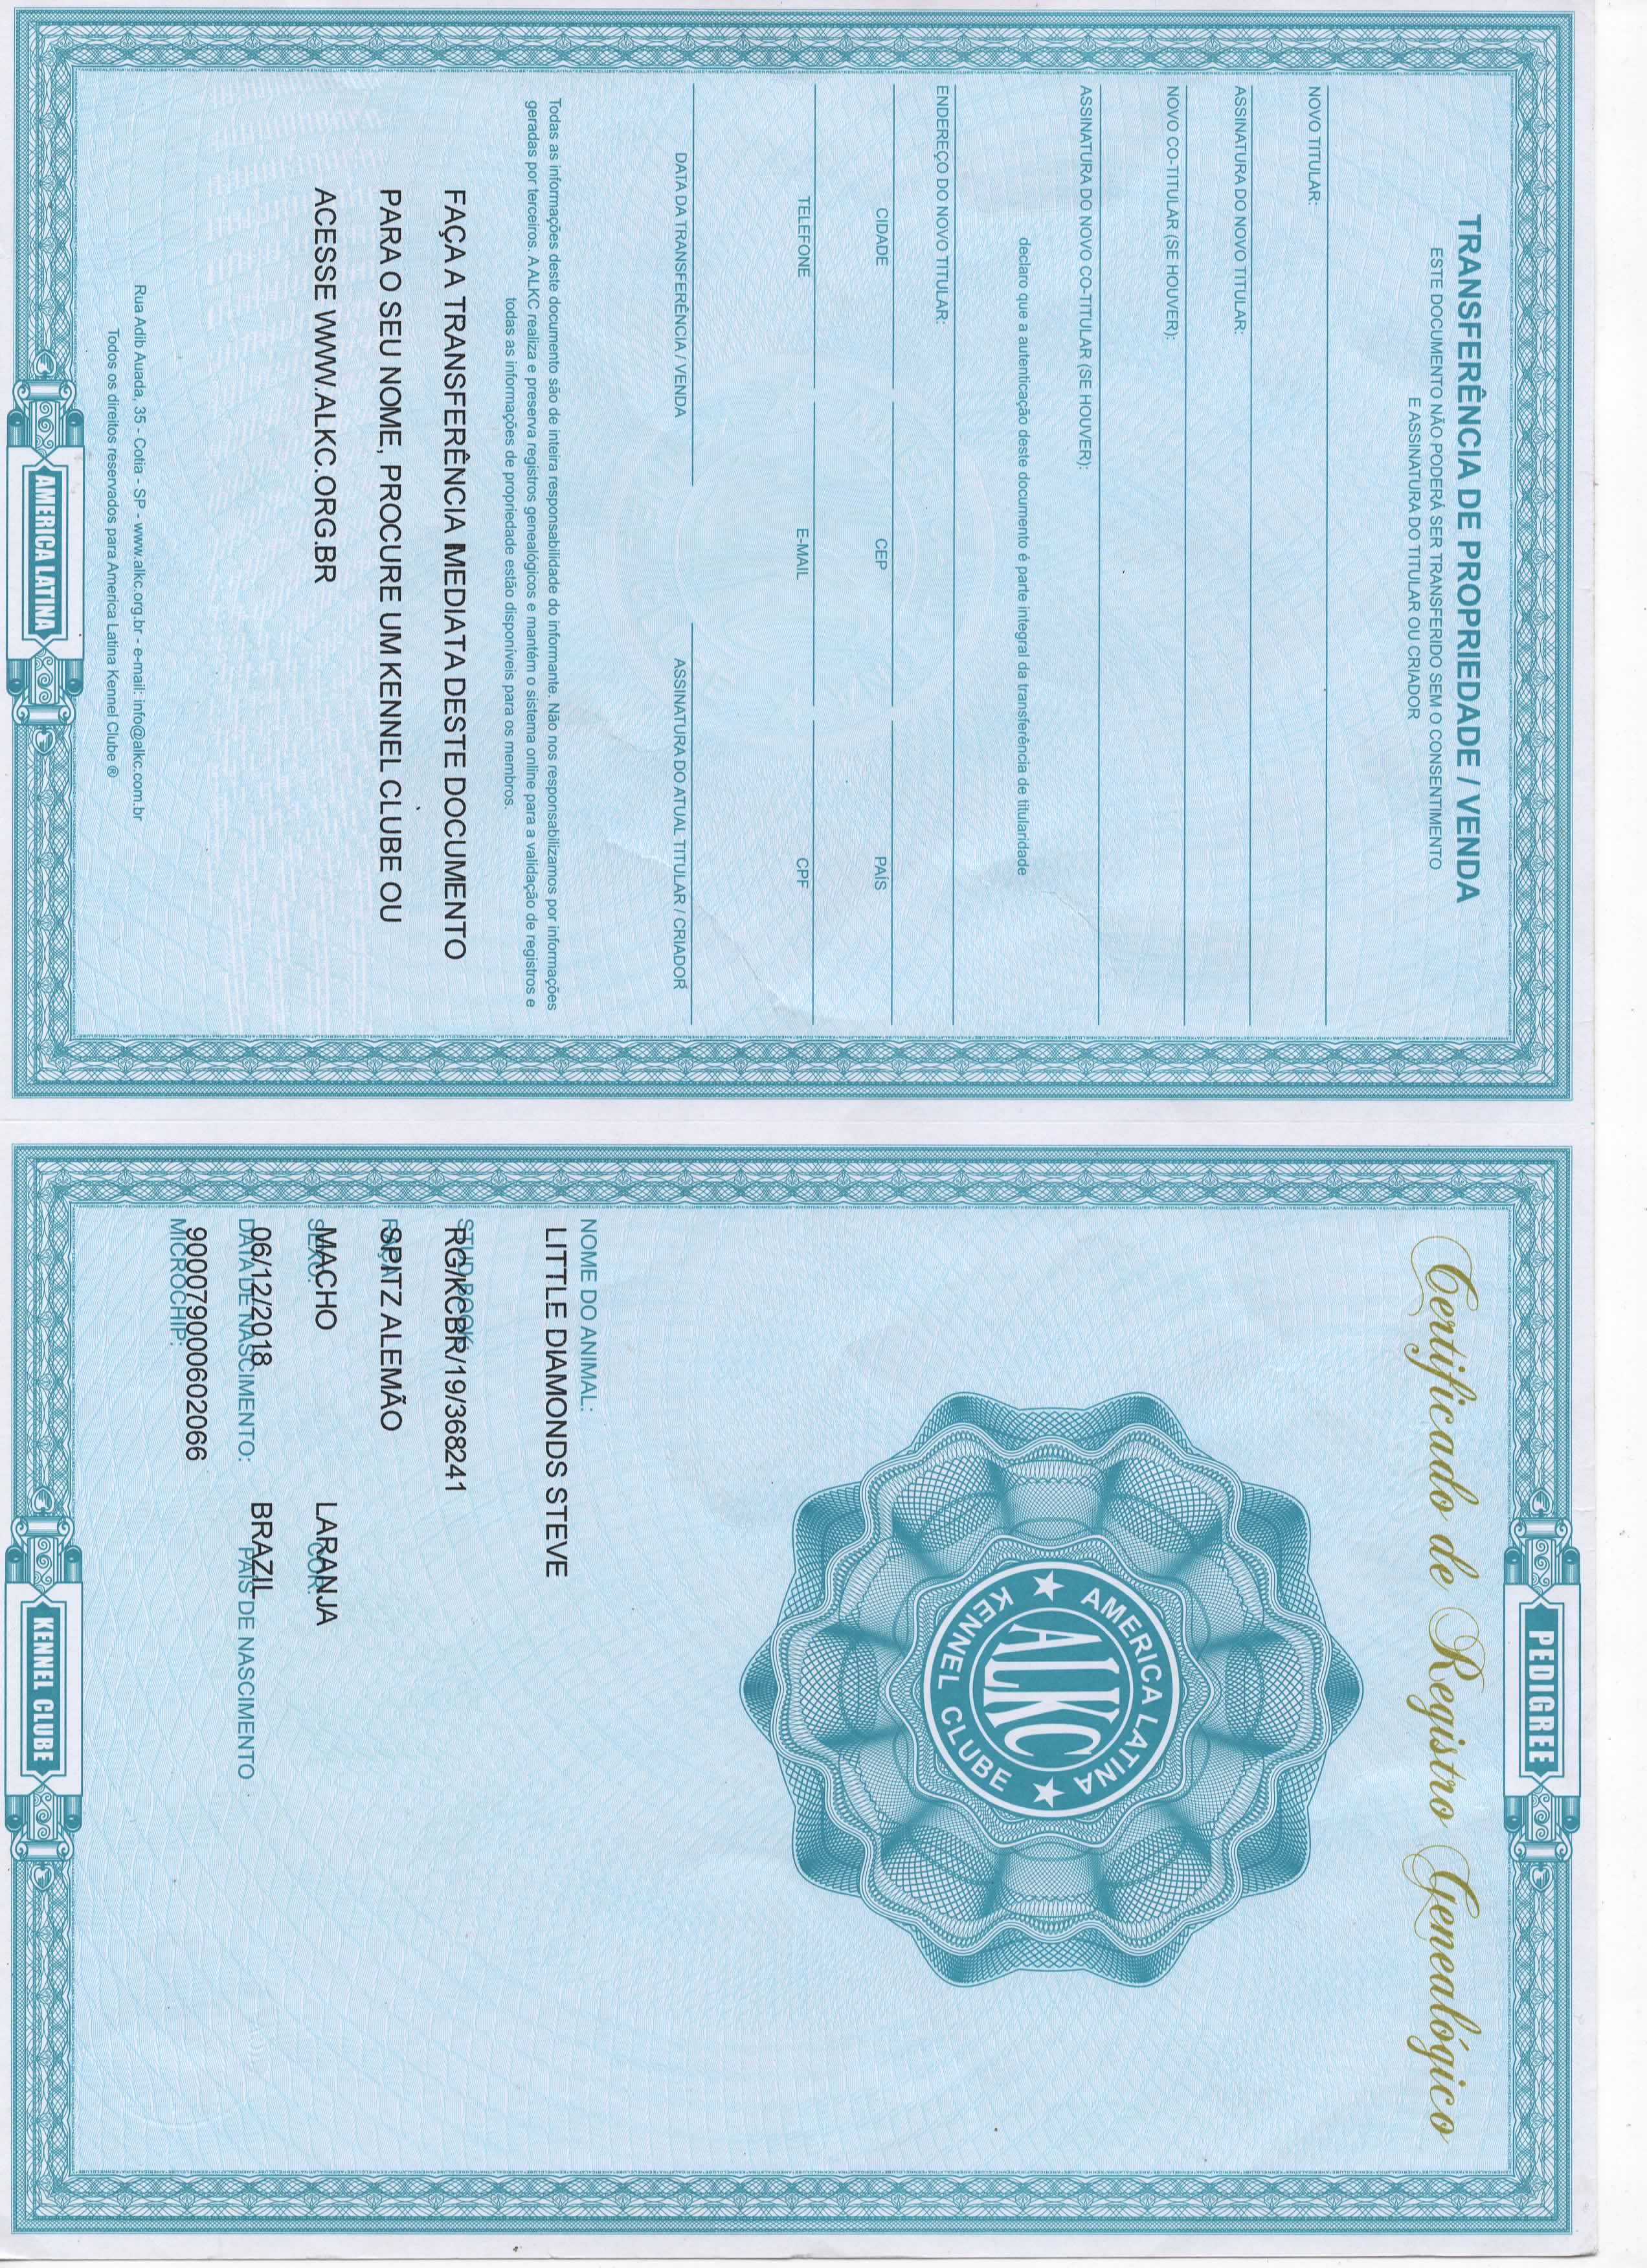 TRANSFERÊNCIA DE PROPRIEDADE / VENDA
ESTE DOCUMENTO NÃO PODERÁ SER TRANSFERIDO SEM O CONSENTIMENTO
E ASSINATURA DO TITULAR OU CRIADOR
NOVO TITULAR:
ASSINATURA DO NOVO TITULAR:
NOVO CO-TITULAR (SE HOUVER):
ASSINATURA DO NOVO CO-TITULAR (SE HOUVER):
declaro que a autenticação deste documento é parte integral da transferência de titularidade
ENDEREÇO DO NOVO TITULAR:
CIDADE CEP PAÍS
TELEFONE E-MAIL CPF
DATA DA TRANSFERÊNCIA / VENDA ASSINATURA DO ATUAL TITULAR / CRIADOR
Todas as informações deste documento são de inteira responsabilidade do informante. Não nos responsabilizamos por informações
geradas por terceiros. A ALKC realiza e preserva registros genealógicos e mantém o sistema online para a validação de registros e
todas as informações de propriedade estão disponíveis para os membros.
FAÇA A TRANSFERÊNCIA IMEDIATA DESTE DOCUMENTO
PARA O SEU NOME, PROCURE UM KENNEL CLUBE OU
ACESSE WWW.ALKC.ORG.BR
Rua Adib Auada, 35 - Cotia - SP - www.alkc.org.br - e-mail: info@alkc.com.br
Todos os direitos reservados para America Latina Kennel Clube ®
AMERICA LATINA
PEDIGREE
Certificado de Registro Genealógico
AMERICA LATINA
ALKC
KENNEL CLUBE
NOME DO ANIMAL:
LITTLE DIAMONDS STEVE
STUD BOOK:
RG/KCBR/19/368241
RAÇA
SPITZ ALEMÃO
MACHO LARANJA
SEXO: COR:
06/12/2018 BRAZIL
DATA DE NASCIMENTO: PAÍS DE NASCIMENTO
900079000602066
MICROCHIP:
KENNEL CLUBE